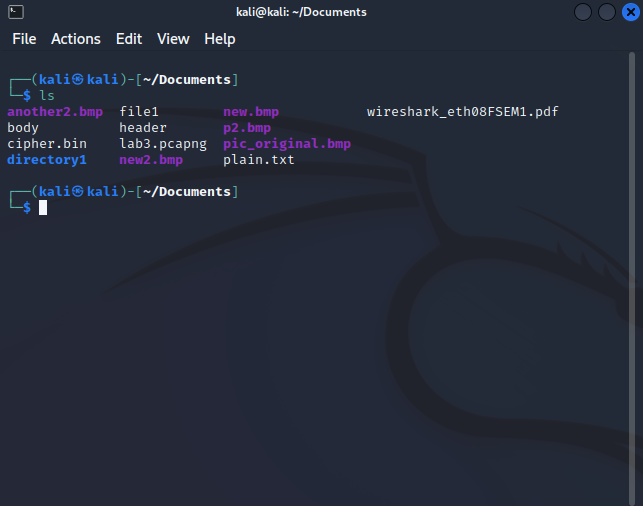 kali@kali: ~/Documents
File Actions Edit View Help
┌──(kali㉿kali)-[~/Documents]
└─$ ls
another2.bmp file1 new.bmp wireshark_eth08FSEM1.pdf
body header p2.bmp
cipher.bin lab3.pcapng pic_original.bmp
directory1 new2.bmp plain.txt
┌──(kali㉿kali)-[~/Documents]
└─$